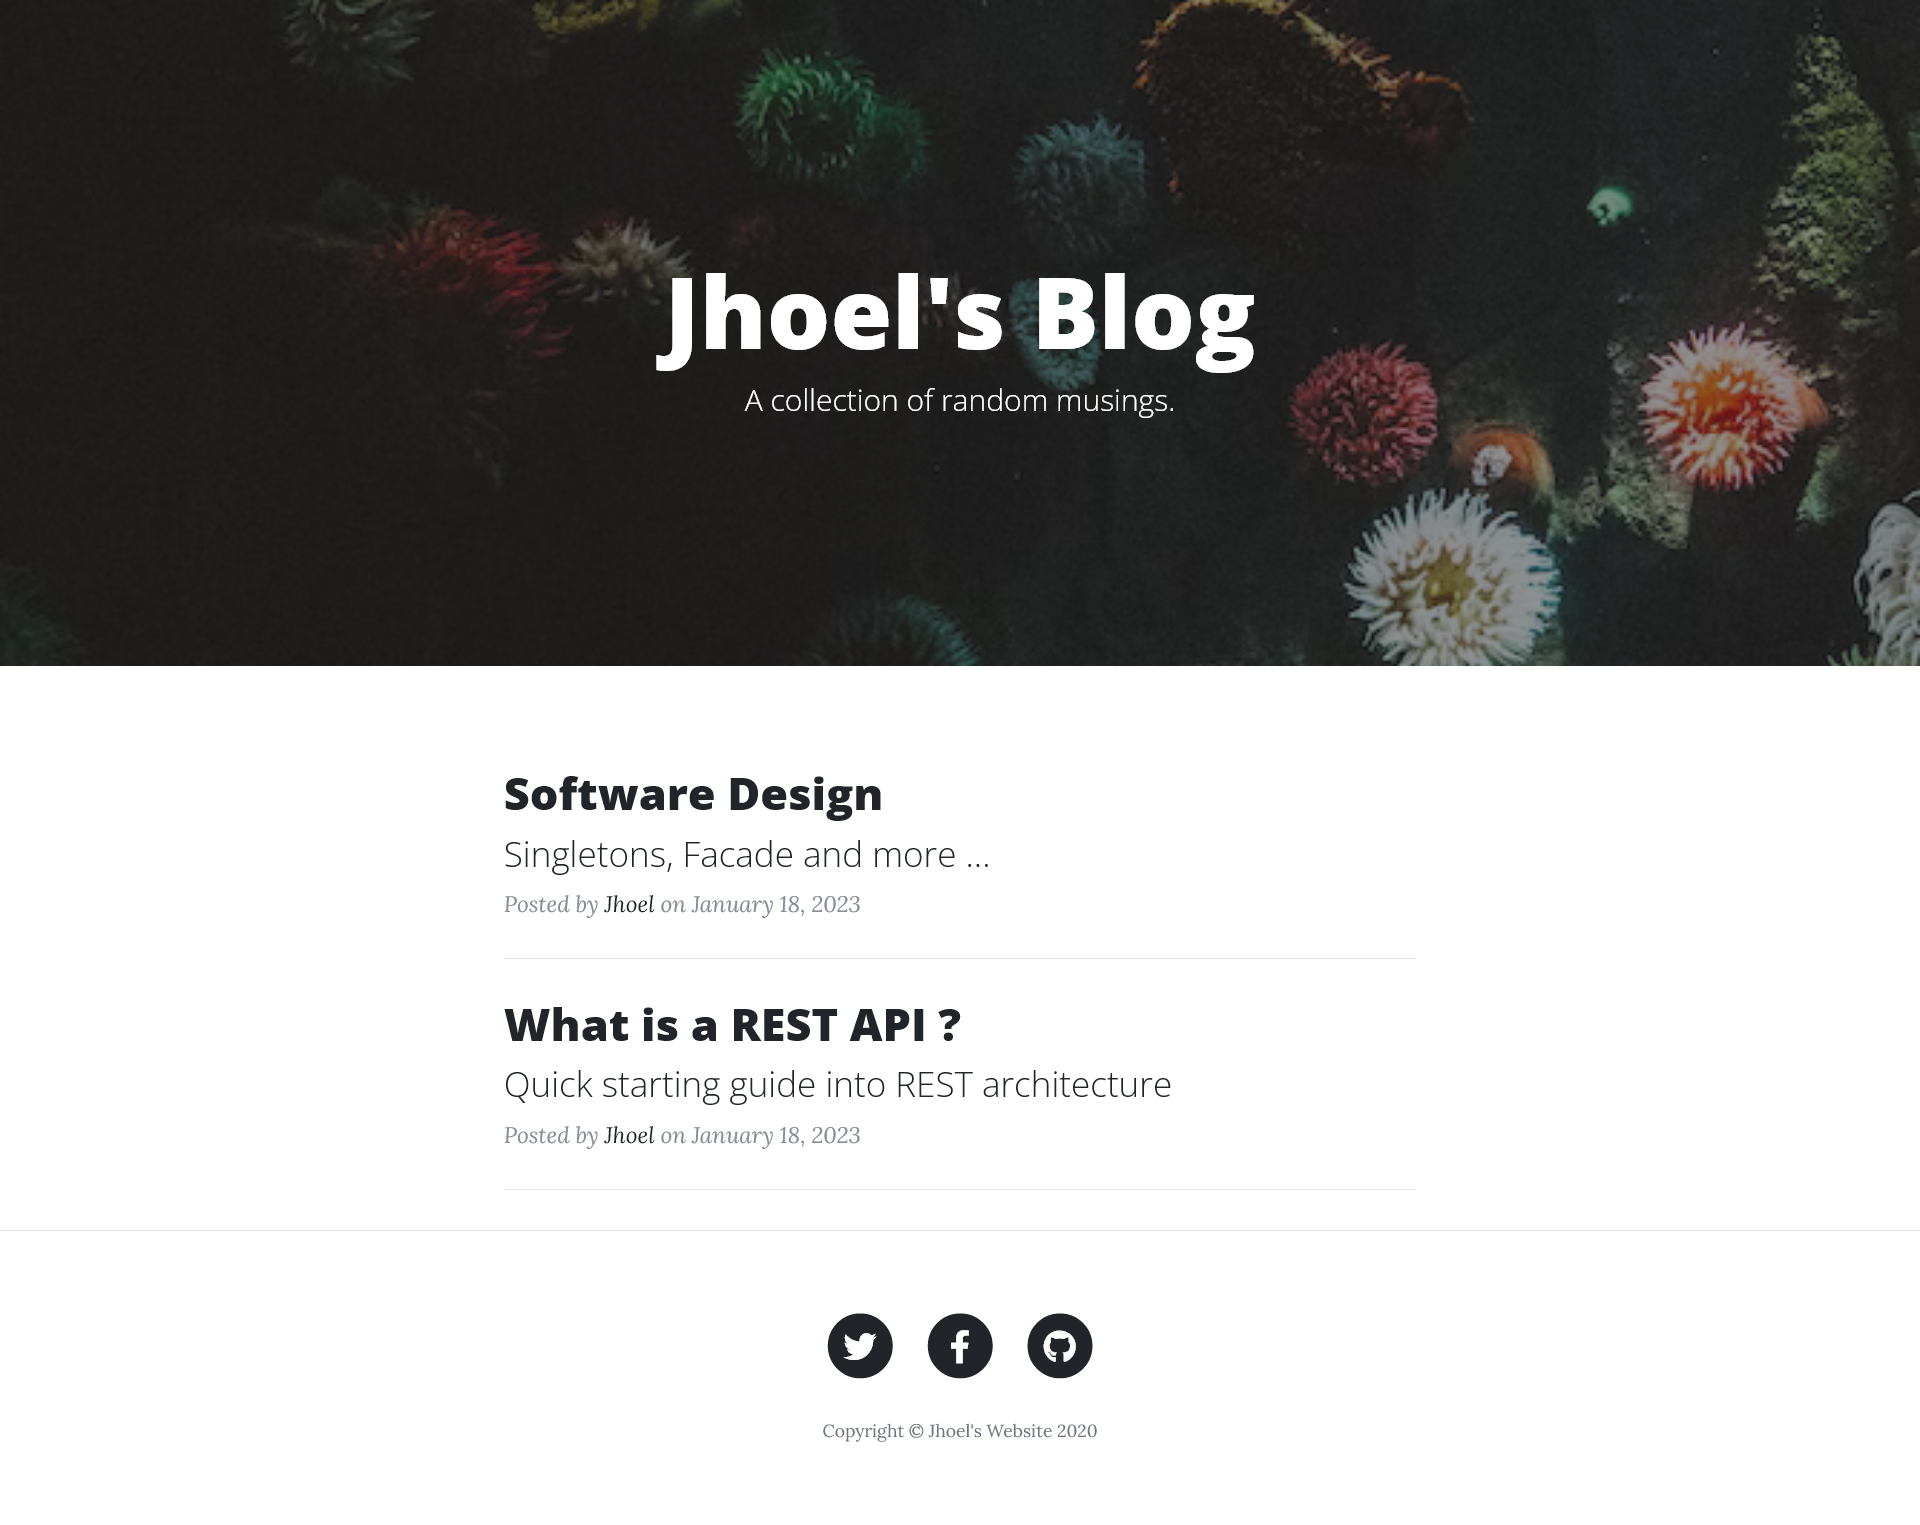 Jhoel's Blog
A collection of random musings.
Software Design
Singletons, Facade and more ...
Posted by Jhoel on January 18, 2023
What is a REST API ?
Quick starting guide into REST architecture
Posted by Jhoel on January 18, 2023
Copyright © Jhoel's Website 2020